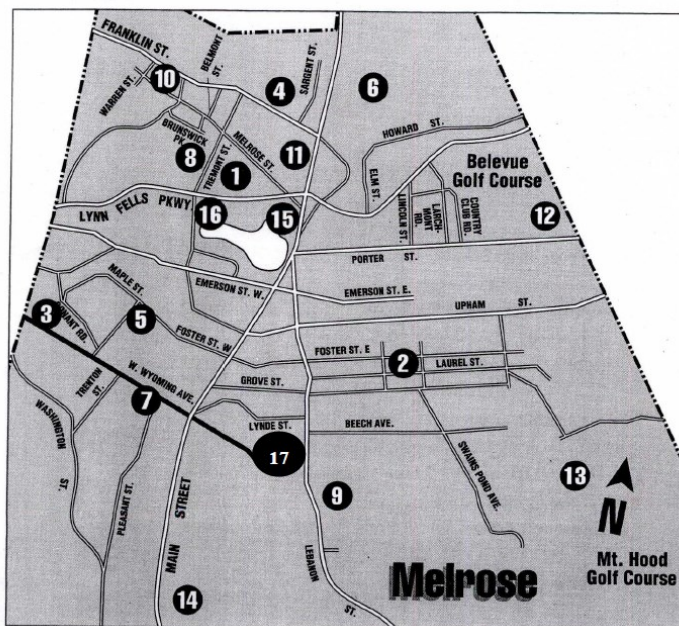 FRANKLIN ST.
BELMONT ST.
SARGENT ST.
10
4
6
WARREN ST.
BRUNSWICK PK.
8
TREMONT ST.
MELROSE ST.
1
11
HOWARD ST.
ELM ST.
Bellevue
Golf Course
LYNN FELLS PKWY.
16
15
LINCOLN ST.
LARCH-
MONT
RD.
COUNTRY
CLUB RD.
12
PORTER ST.
EMERSON ST. W.
EMERSON ST. E.
UPHAM ST.
MAPLE ST.
3
5
FOSTER ST. W
FOSTER ST. E
2
LAUREL ST.
W. WYOMING AVE.
TRENTON ST.
7
GROVE ST.
LYNDE ST.
BEECH AVE.
WASHINGTON ST.
PLEASANT ST.
17
SWAINS POND AVE.
9
13
N
MAIN STREET
LEBANON ST.
Melrose
Mt. Hood
Golf Course
14